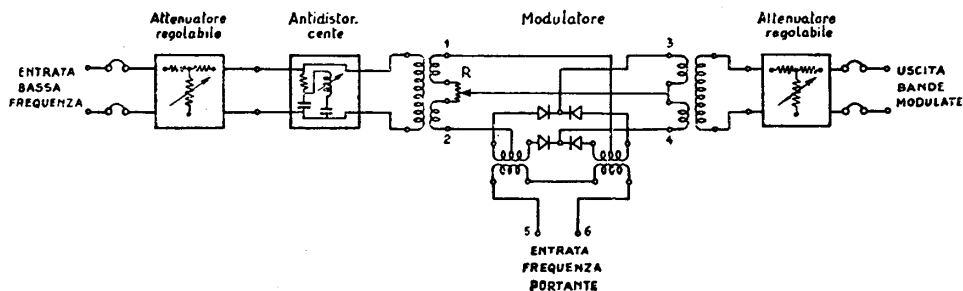 Attenuatore
regolabile
Antidistor.
cente
Modulatore
Attenuatore
regolabile
ENTRATA
BASSA
FREQUENZA
1
R
2
3
4
USCITA
BANDE
MODULATE
5
6
ENTRATA
FREQUENZA
PORTANTE